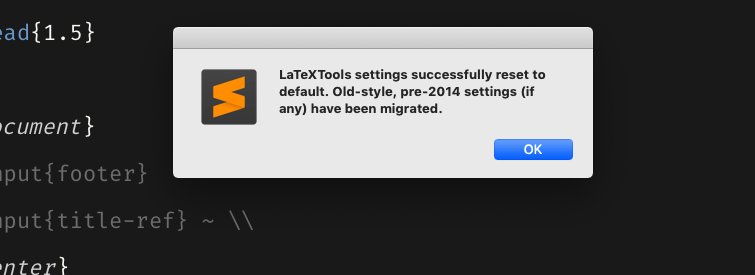 ead{1.5}
LaTeXTools settings successfully reset to
default. Old-style, pre-2014 settings (if
any) have been migrated.
OK
ocument}
nput{footer}
nput{title-ref} ~ \\
enter}